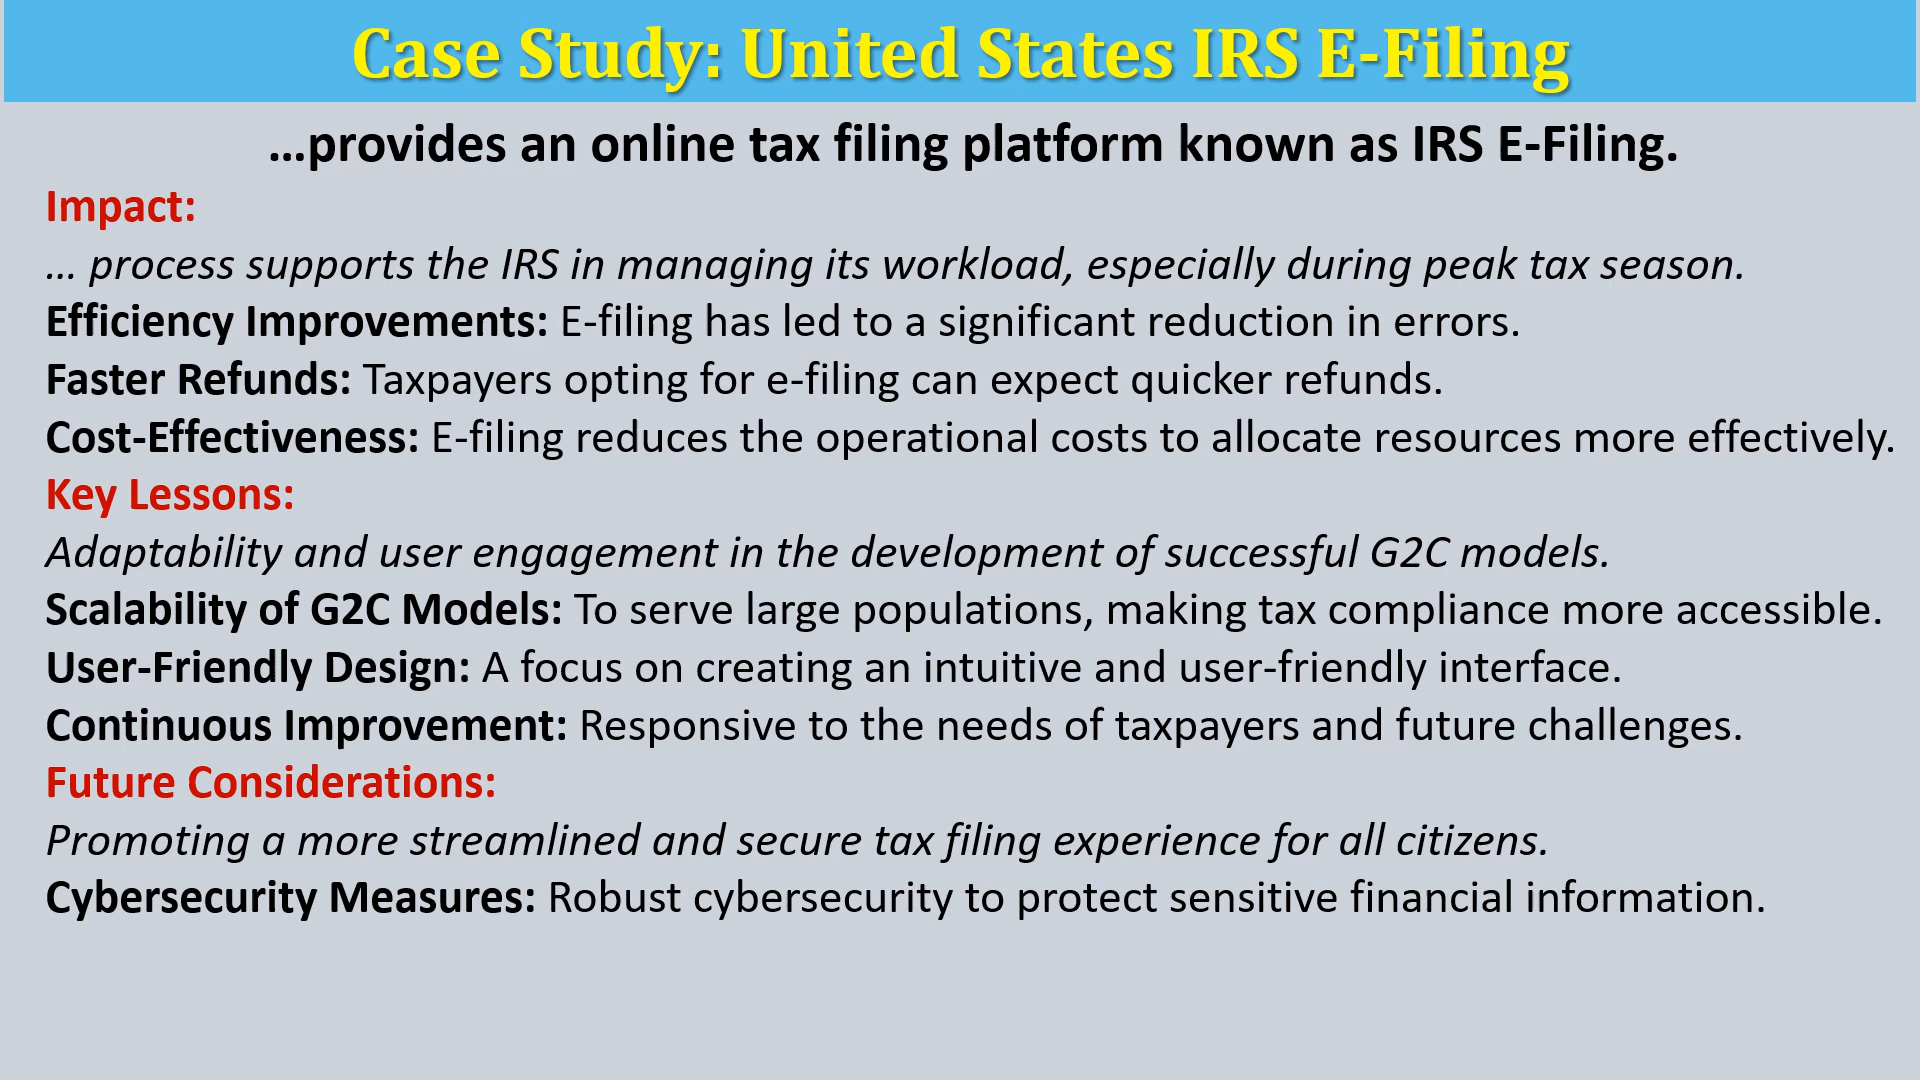 Case Study: United States IRS E-Filing
...provides an online tax filing platform known as IRS E-Filing.
Impact:
... process supports the IRS in managing its workload, especially during peak tax season.
Efficiency Improvements: E-filing has led to a significant reduction in errors.
Faster Refunds: Taxpayers opting for e-filing can expect quicker refunds.
Cost-Effectiveness: E-filing reduces the operational costs to allocate resources more effectively.
Key Lessons:
Adaptability and user engagement in the development of successful G2C models.
Scalability of G2C Models: To serve large populations, making tax compliance more accessible.
User-Friendly Design: A focus on creating an intuitive and user-friendly interface.
Continuous Improvement: Responsive to the needs of taxpayers and future challenges.
Future Considerations:
Promoting a more streamlined and secure tax filing experience for all citizens.
Cybersecurity Measures: Robust cybersecurity to protect sensitive financial information.